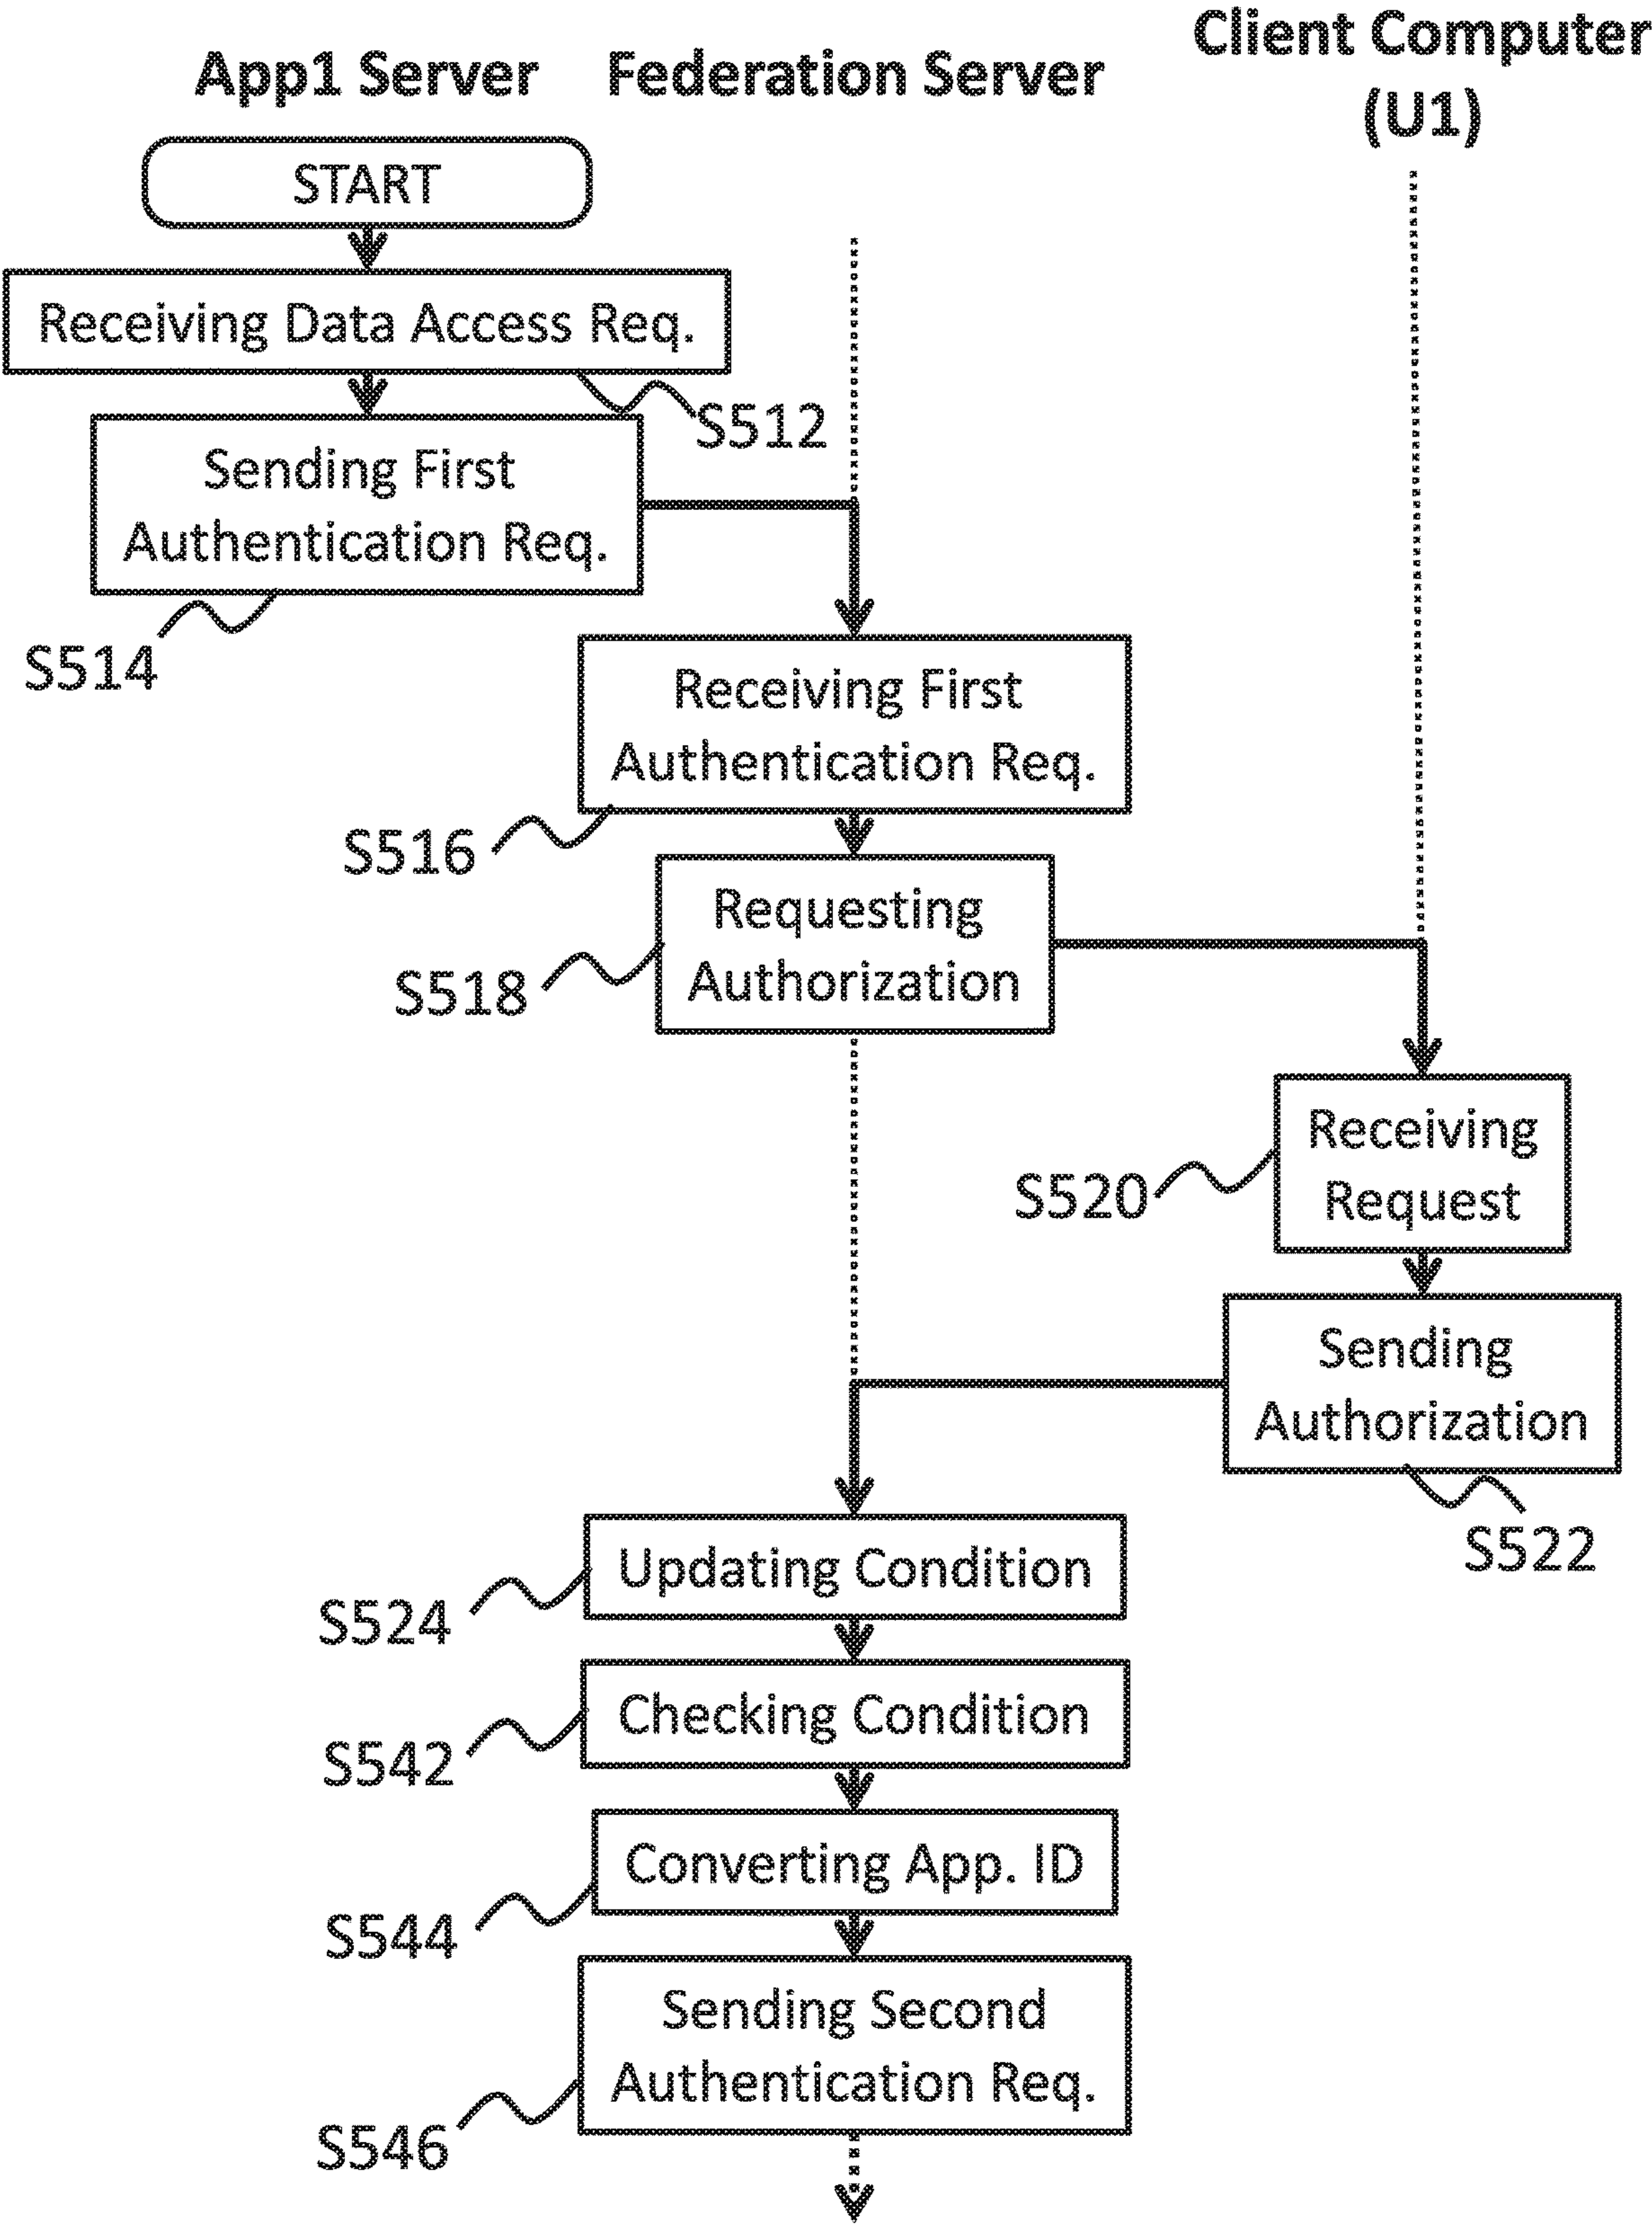 App1 Server
Federation Server
Client Computer
(U1)
START
Receiving Data Access Req.
S512
Sending First
Authentication Req.
S514
Receiving First
Authentication Req.
S516
Requesting
Authorization
S518
Receiving
Request
S520
Sending
Authorization
S522
Updating Condition
S524
Checking Condition
S542
Converting App. ID
S544
Sending Second
Authentication Req.
S546